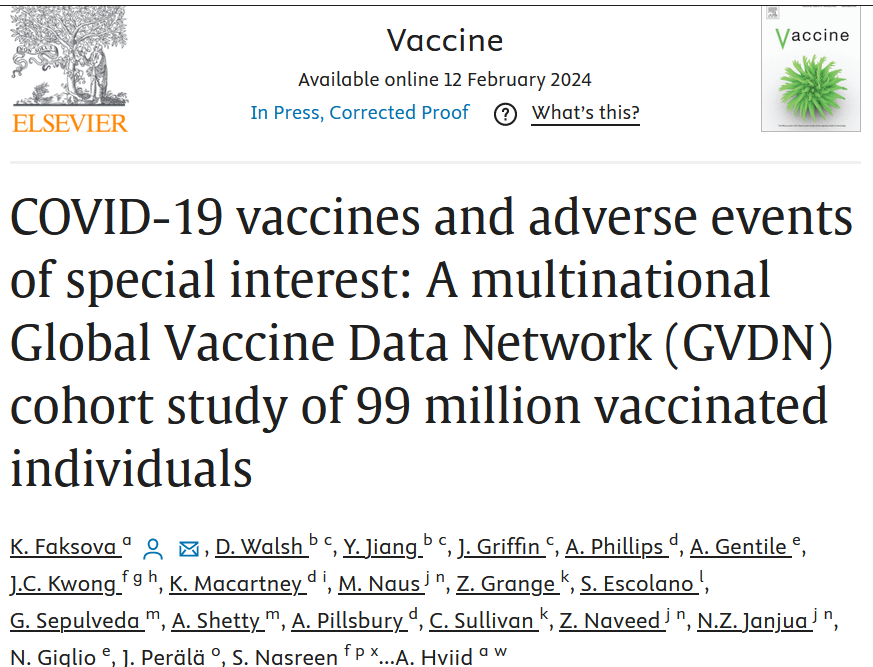 Vaccine
Available online 12 February 2024
In Press, Corrected Proof ? What's this?
ELSEVIER
Vaccine
COVID-19 vaccines and adverse events
of special interest: A multinational
Global Vaccine Data Network (GVDN)
cohort study of 99 million vaccinated
individuals
K. Faksova a, D. Walsh b c, Y. Jiang b c, J. Griffin c, A. Phillips d, A. Gentile e,
J.C. Kwong f g h, K. Macartney d i, M. Naus j n, Z. Grange k, S. Escolano l,
G. Sepulveda m, A. Shetty m, A. Pillsbury d, C. Sullivan k, Z. Naveed j n, N.Z. Janjua j n,
N. Giglio e, J. Perälä o, S. Nasreen f p x...A. Hviid a w